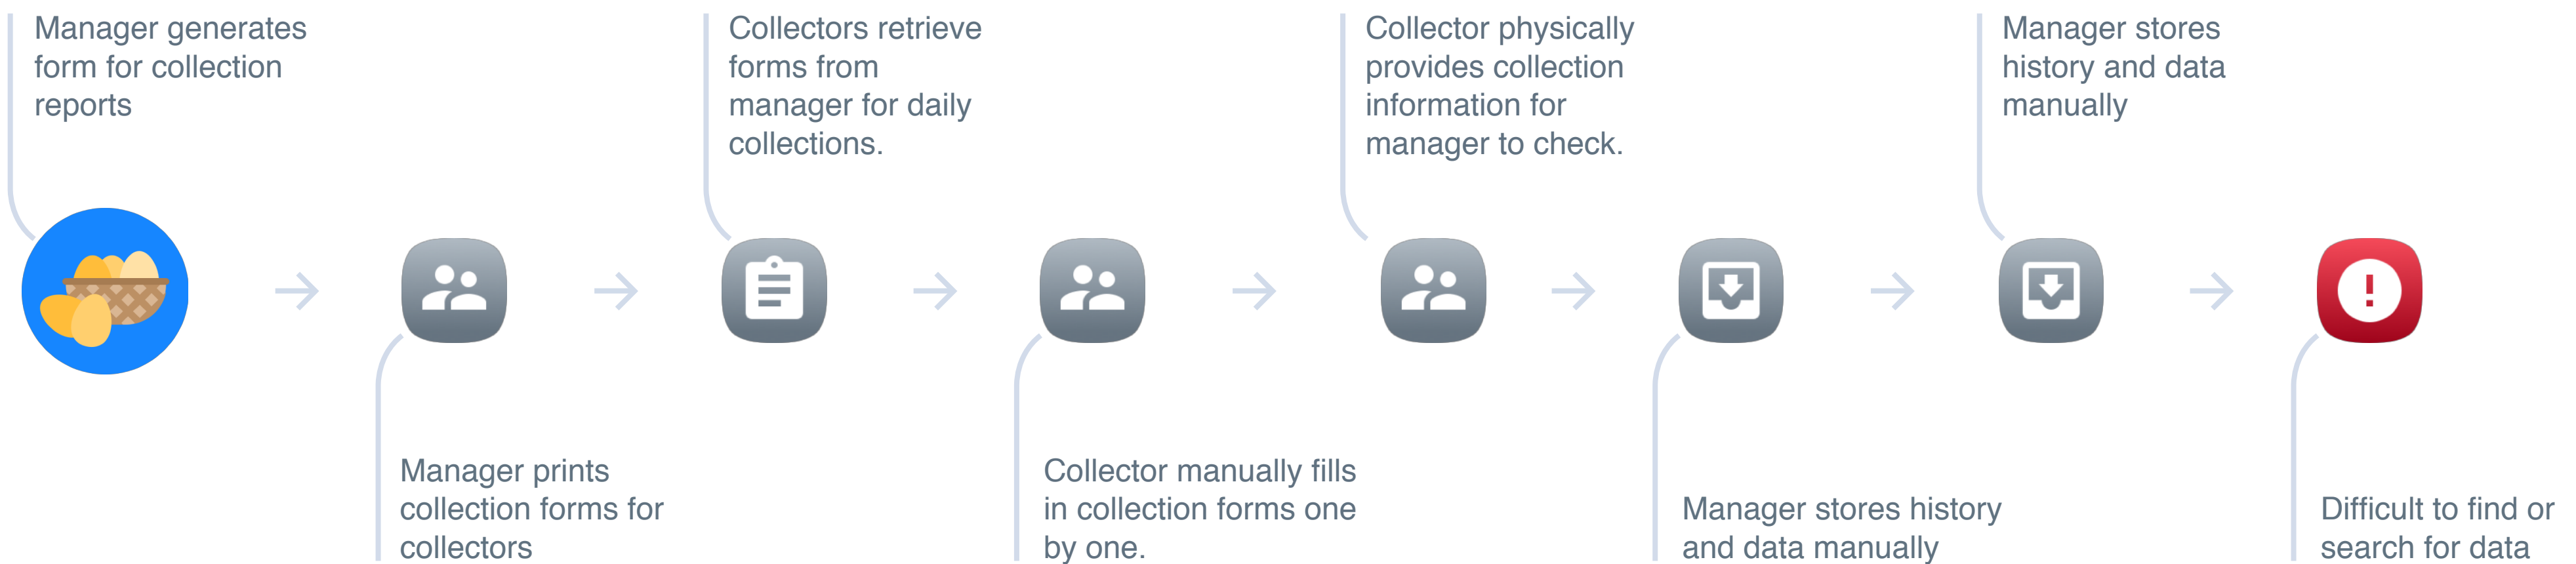 Manager generates
form for collection
reports
Manager prints
collection forms for
collectors
Collectors retrieve
forms from
manager for daily
collections.
Collector manually fills
in collection forms one
by one.
Collector physically
provides collection
information for
manager to check.
Manager stores history
and data manually
Manager stores
history and data
manually
Difficult to find or
search for data